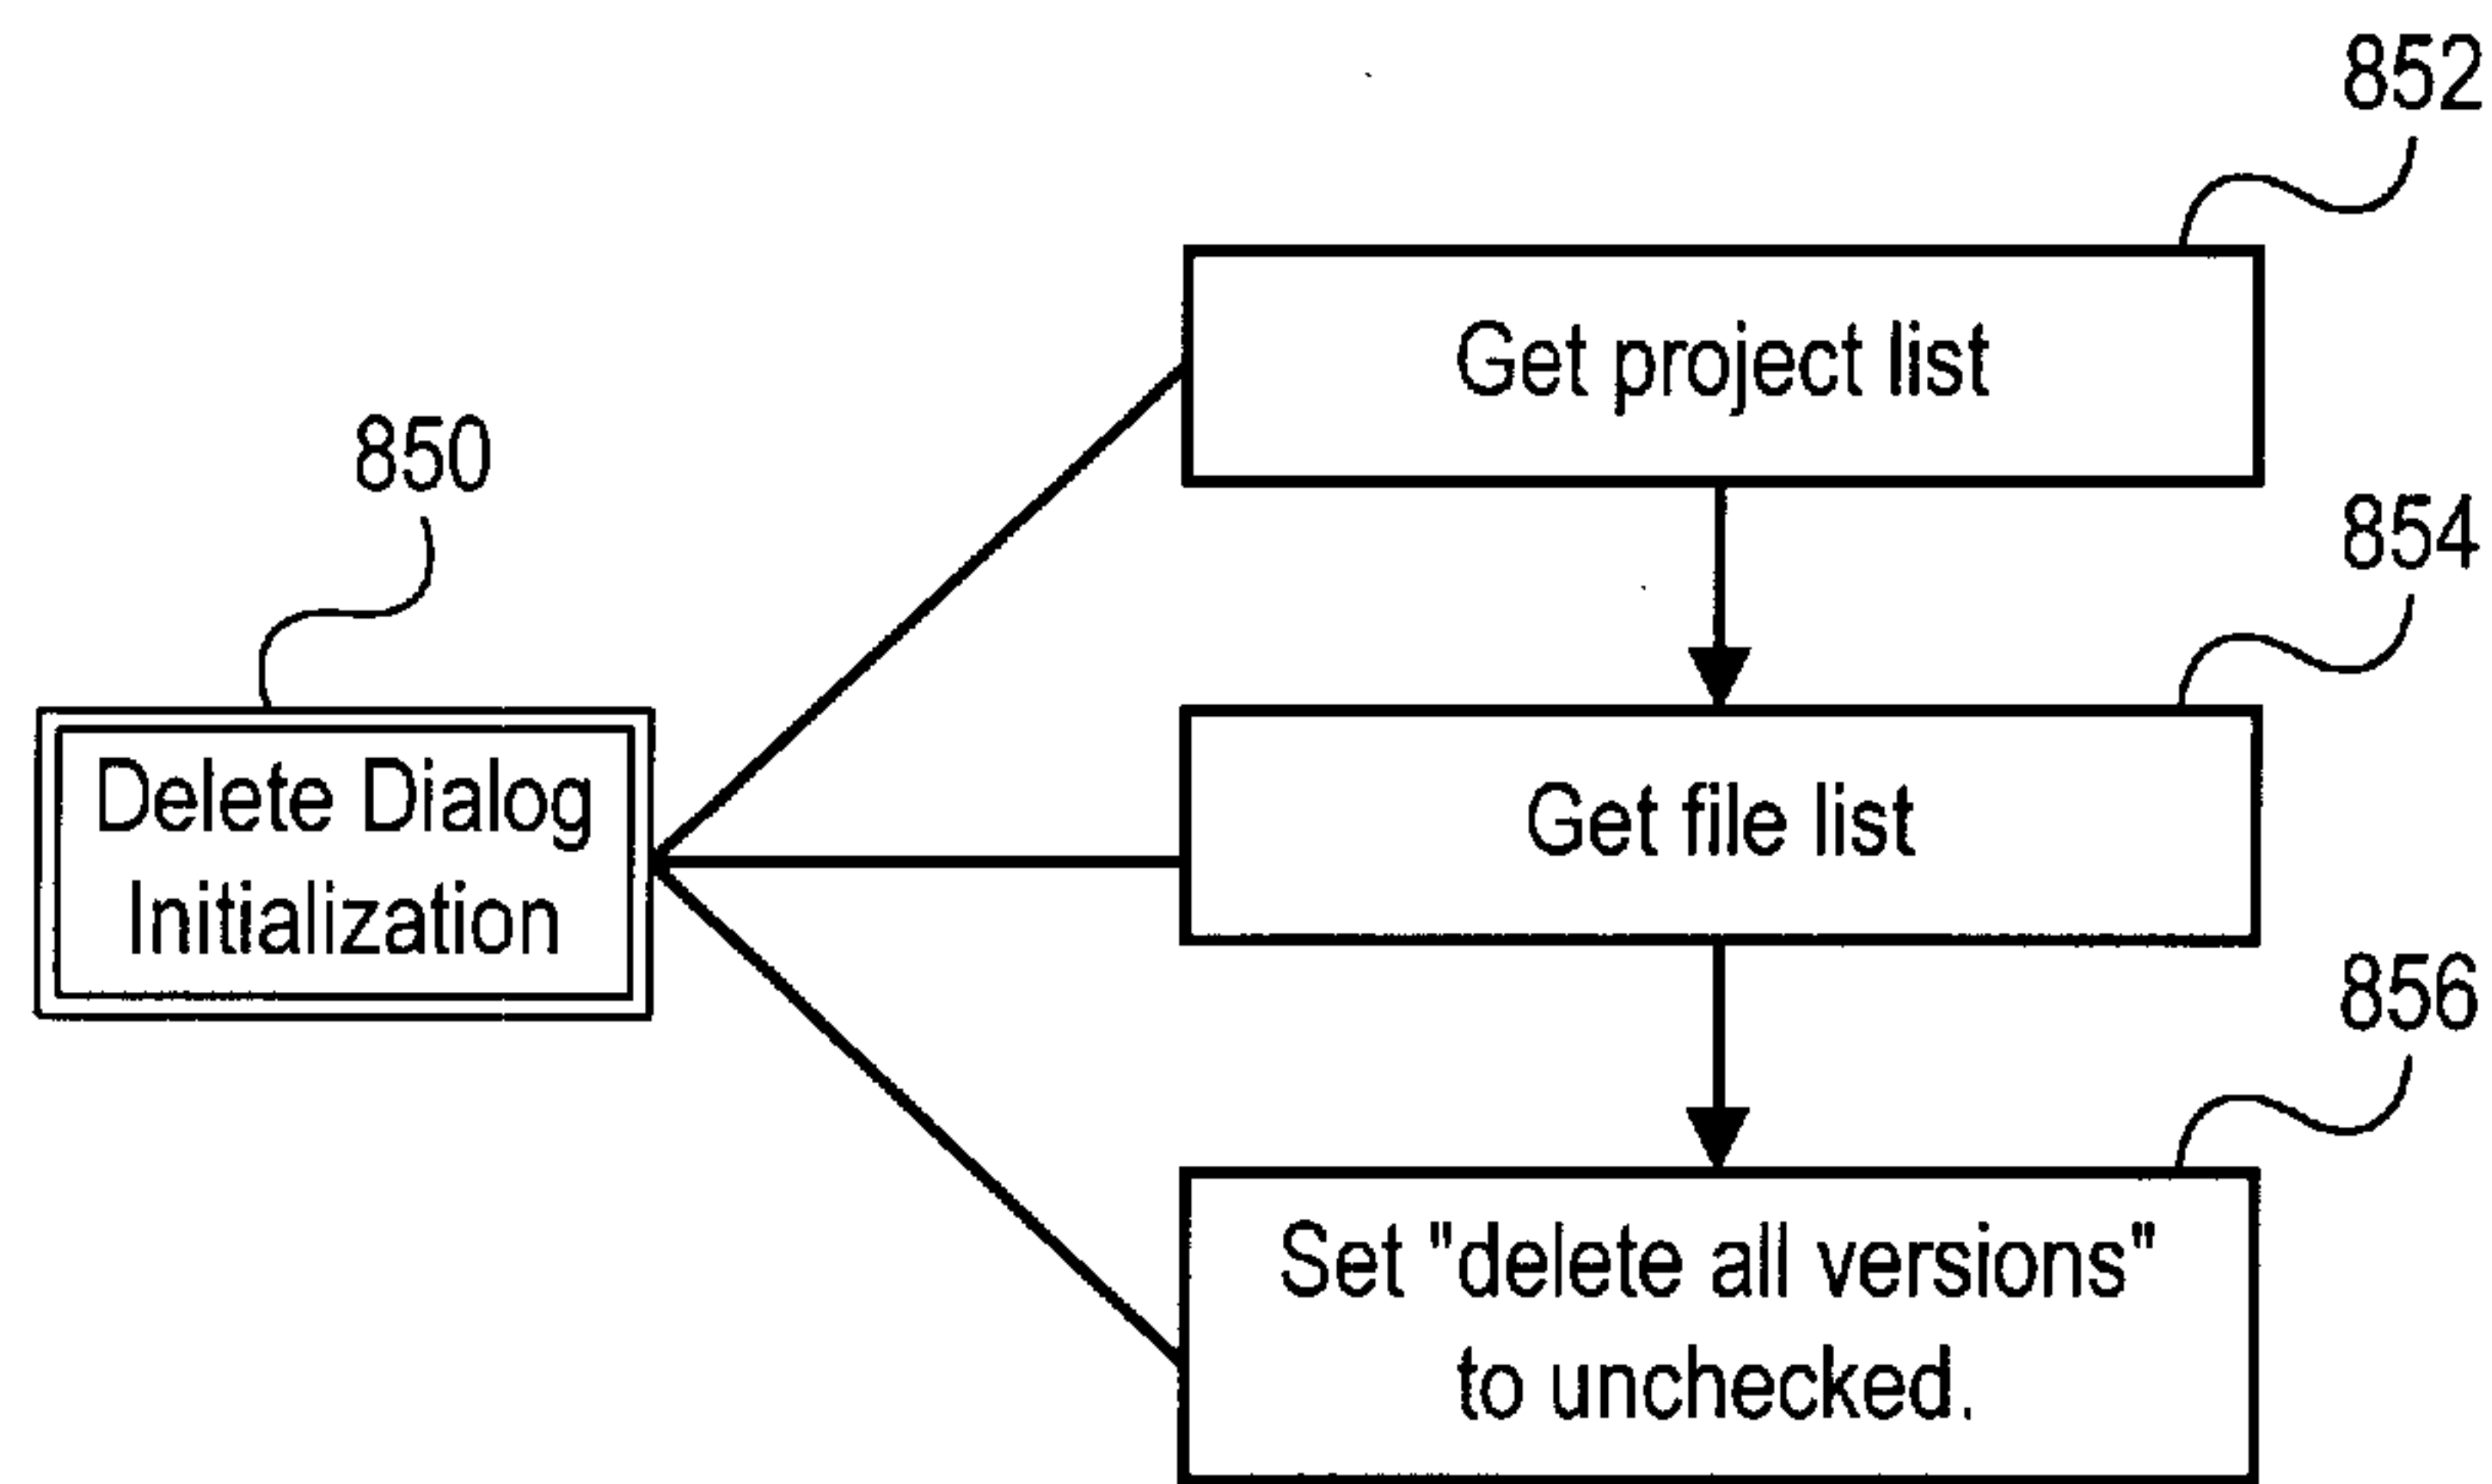 852
Get project list
850
854
Delete Dialog
Initialization
Get file list
856
Set "delete all versions"
to unchecked.